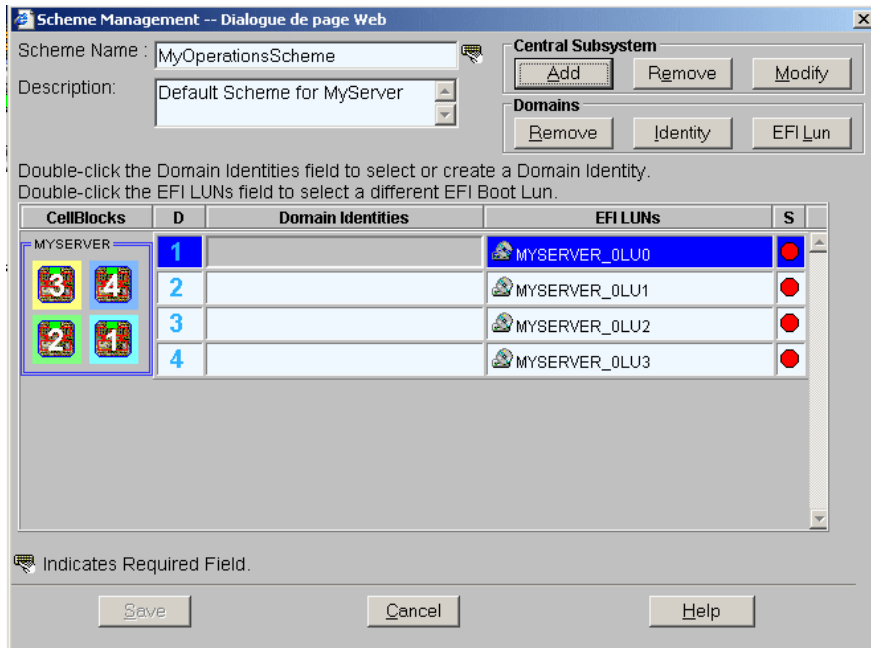 Scheme Management -- Dialogue de page Web
Scheme Name : MyOperationsScheme
Description: Default Scheme for MyServer
Central Subsystem
Add Remove Modify
Domains
Remove Identity EFI Lun
Double-click the Domain Identities field to select or create a Domain Identity.
Double-click the EFI LUNs field to select a different EFI Boot Lun.
CellBlocks D Domain Identities EFI LUNs S
MYSERVER
3 4
2 1
1 MYSERVER_0LU0
2 MYSERVER_0LU1
3 MYSERVER_0LU2
4 MYSERVER_0LU3
Indicates Required Field.
Save Cancel Help